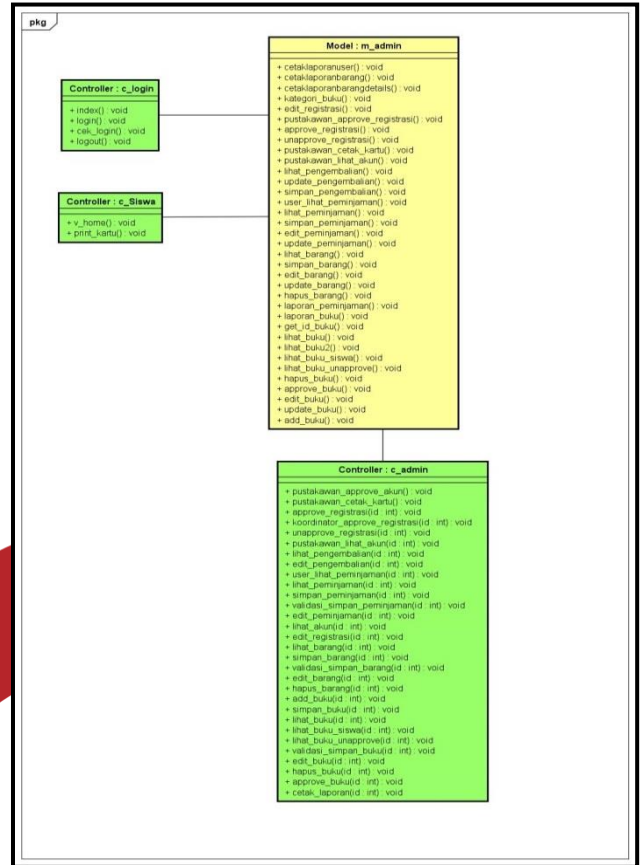 pkg
Model : m_admin
+ cetaklaporanuser() : void
+ cetaklaporanbarang() : void
+ cetaklaporanbarangdetails() : void
+ kategori_buku() : void
+ edit_registrasi() : void
+ pustakawan_approve_registrasi() : void
+ approve_registrasi() : void
+ unapprove_registrasi() : void
+ pustakawan_cetak_kartu() : void
+ pustakawan_lihat_akun() : void
+ lihat_pengembalian() : void
+ update_pengembalian() : void
+ simpan_pengembalian() : void
+ user_lihat_peminjaman() : void
+ lihat_peminjaman() : void
+ simpan_peminjaman() : void
+ edit_peminjaman() : void
+ update_peminjaman() : void
+ lihat_barang() : void
+ simpan_barang() : void
+ edit_barang() : void
+ update_barang() : void
+ hapus_barang() : void
+ laporan_peminjaman() : void
+ laporan_buku() : void
+ get_id_buku() : void
+ lihat_buku() : void
+ lihat_buku2() : void
+ lihat_buku_siswa() : void
+ lihat_buku_unapprove() : void
+ hapus_buku() : void
+ approve_buku() : void
+ edit_buku() : void
+ update_buku() : void
+ add_buku() : void
Controller : c_login
+ index() : void
+ login() : void
+ cek_login() : void
+ logout() : void
Controller : c_Siswa
+ v_home() : void
+ print_kartu() : void
Controller : c_admin
+ pustakawan_approve_akun() : void
+ pustakawan_cetak_kartu() : void
+ approve_registrasi(id : int) : void
+ koordinator_approve_registrasi(id : int) : void
+ unapprove_registrasi(id : int) : void
+ pustakawan_lihat_akun(id : int) : void
+ lihat_pengembalian(id : int) : void
+ edit_pengembalian(id : int) : void
+ user_lihat_peminjaman(id : int) : void
+ lihat_peminjaman(id : int) : void
+ simpan_peminjaman(id : int) : void
+ validasi_simpan_peminjaman(id : int) : void
+ edit_peminjaman(id : int) : void
+ lihat_akun(id : int) : void
+ edit_registrasi(id : int) : void
+ lihat_barang(id : int) : void
+ simpan_barang(id : int) : void
+ validasi_simpan_barang(id : int) : void
+ edit_barang(id : int) : void
+ hapus_barang(id : int) : void
+ add_buku(id : int) : void
+ simpan_buku(id : int) : void
+ lihat_buku(id : int) : void
+ lihat_buku_siswa(id : int) : void
+ lihat_buku_unapprove(id : int) : void
+ validasi_simpan_buku(id : int) : void
+ edit_buku(id : int) : void
+ hapus_buku(id : int) : void
+ approve_buku(id : int) : void
+ cetak_laporan(id : int) : void